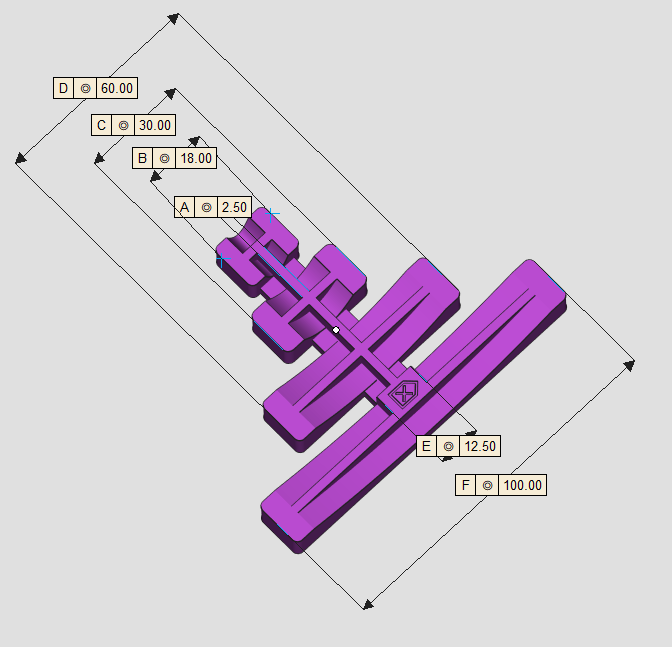 D ⌾ 60.00
C ⌾ 30.00
B ⌾ 18.00
A ⌾ 2.50
E ⌾ 12.50
F ⌾ 100.00